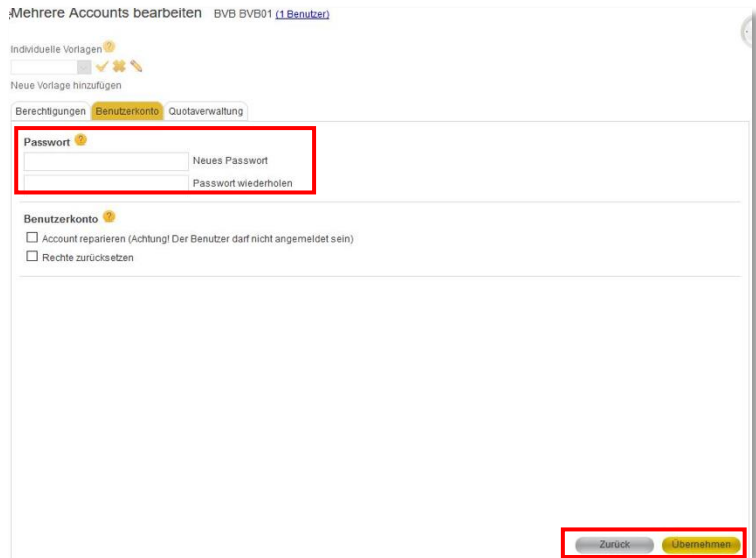 Mehrere Accounts bearbeiten BVB BVB01 (1 Benutzer)
Individuelle Vorlagen ?
Neue Vorlage hinzufügen
Berechtigungen Benutzerkonto Quotaverwaltung
Passwort ?
Neues Passwort
Passwort wiederholen
Benutzerkonto ?
Account reparieren (Achtung! Der Benutzer darf nicht angemeldet sein)
Rechte zurücksetzen
Zurück Übernehmen